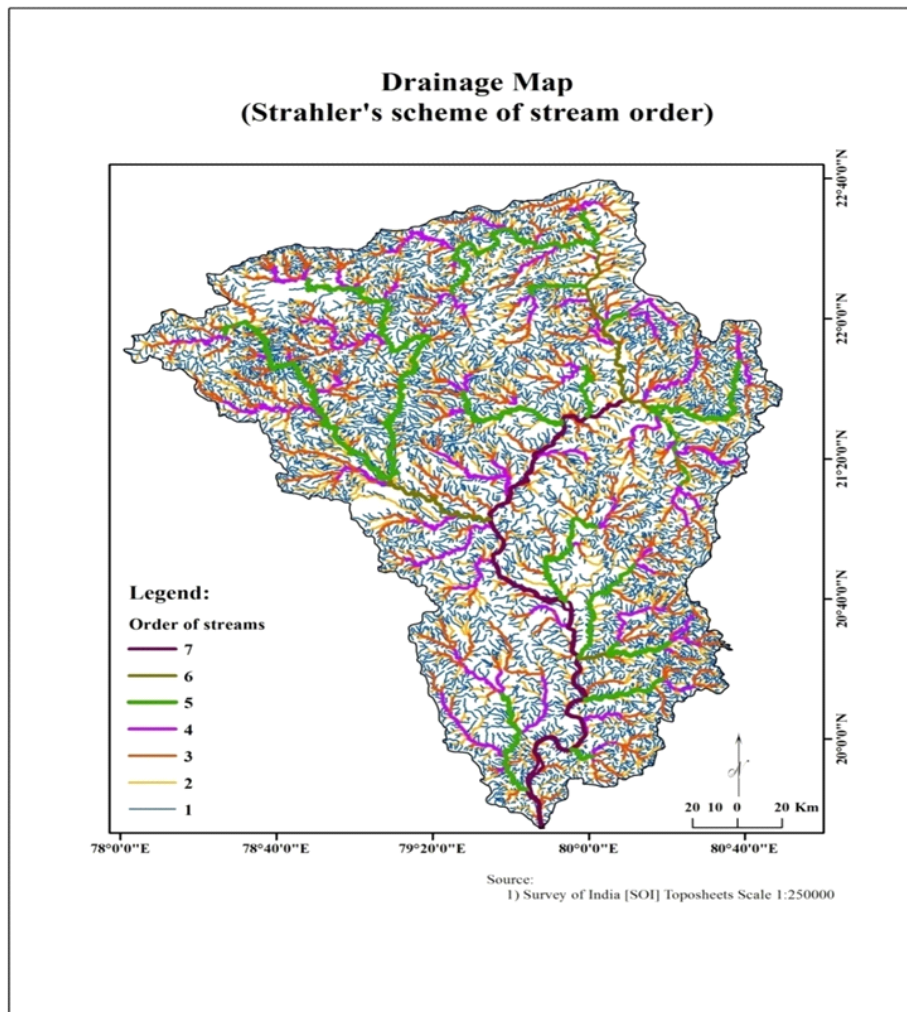 Drainage Map
(Strahler's scheme of stream order)
22°40'0"N
22°0'0"N
21°20'0"N
20°40'0"N
20°0'0"N
Legend:
Order of streams
7
6
5
4
3
2
1
N
20 10 0 20 Km
78°0'0"E 78°40'0"E 79°20'0"E 80°0'0"E 80°40'0"E
Source:
1) Survey of India [SOI] Toposheets Scale 1:250000